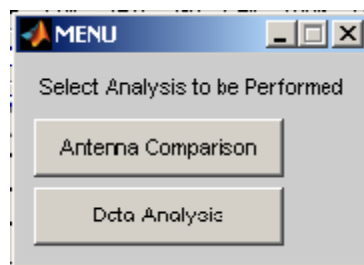 MENU
Select Analysis to be Performed
Antenna Comparison
Data Analysis